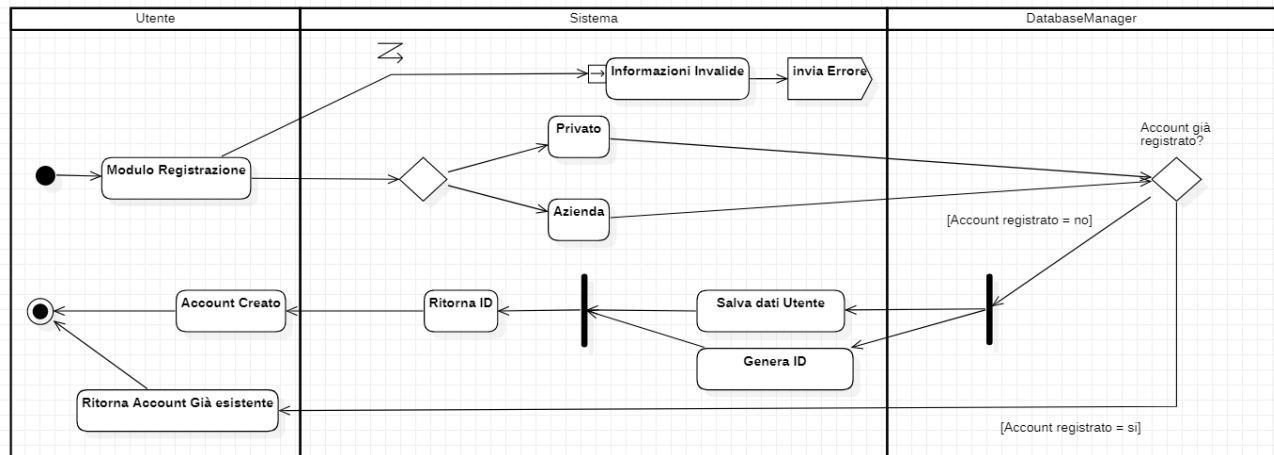 Utente
Sistema
DatabaseManager
Informazioni Invalide
invia Errore
Privato
Account già
registrato?
Modulo Registrazione
Azienda
[Account registrato = no]
Account Creato
Ritorna ID
Salva dati Utente
Genera ID
Ritorna Account Già esistente
[Account registrato = si]